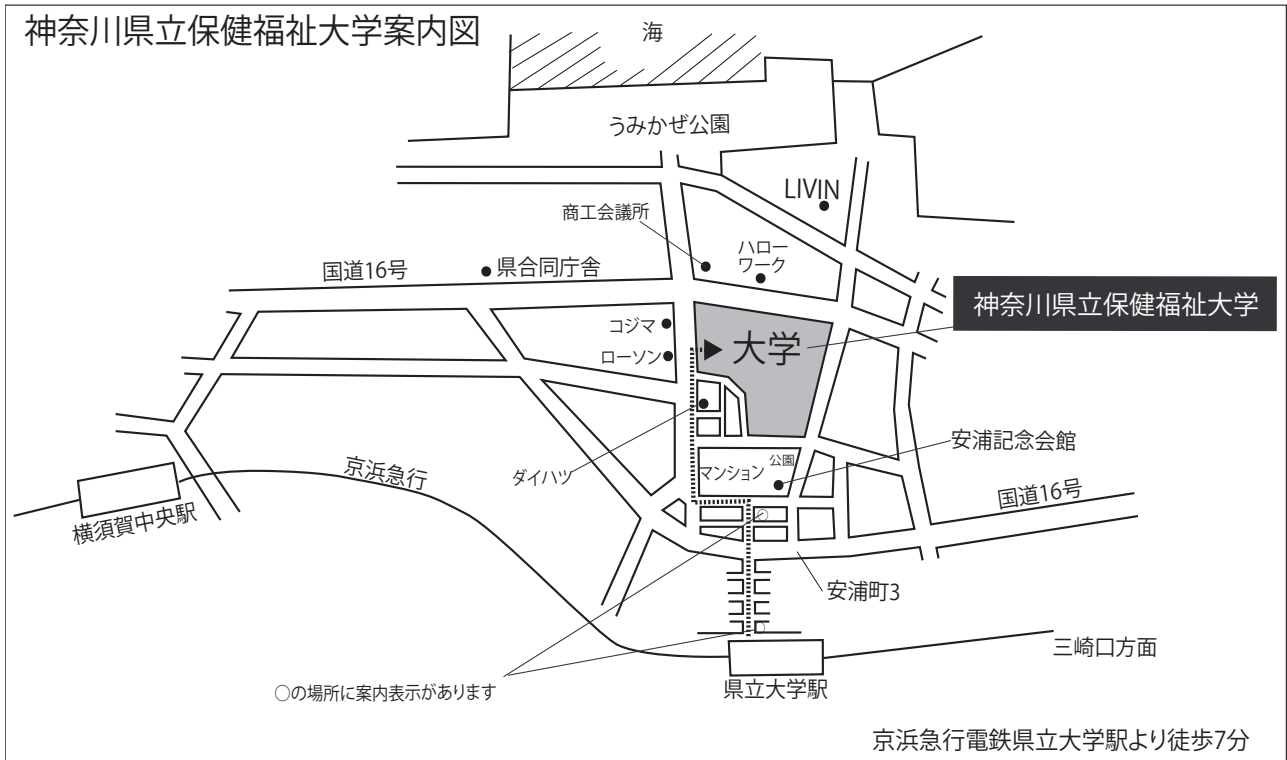 神奈川県立保健福祉大学案内図
海
うみかぜ公園
LIVIN
商工会議所
ハロー
ワーク
国道16号
県合同庁舎
神奈川県立保健福祉大学
コジマ
大学
ローソン
安浦記念会館
公園
マンション
ダイハツ
京浜急行
国道16号
横須賀中央駅
安浦町3
三崎口方面
○の場所に案内表示があります
県立大学駅
京浜急行電鉄県立大学駅より徒歩7分